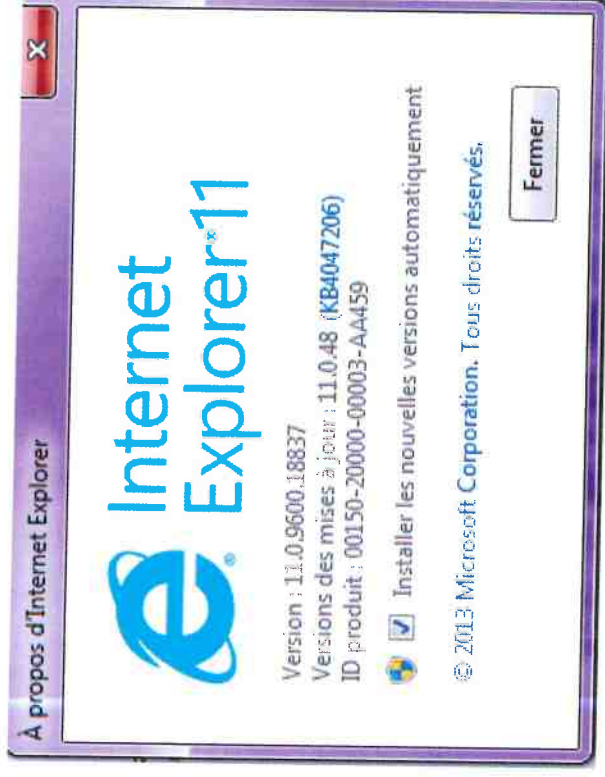 À propos d'Internet Explorer
Internet
Explorer®11
Version : 11.0.9600.18837
Versions des mises à jour : 11.0.48 (KB4047206)
ID produit : 00150-20000-00003-AA459
Installer les nouvelles versions automatiquement
© 2013 Microsoft Corporation. Tous droits réservés.
Fermer